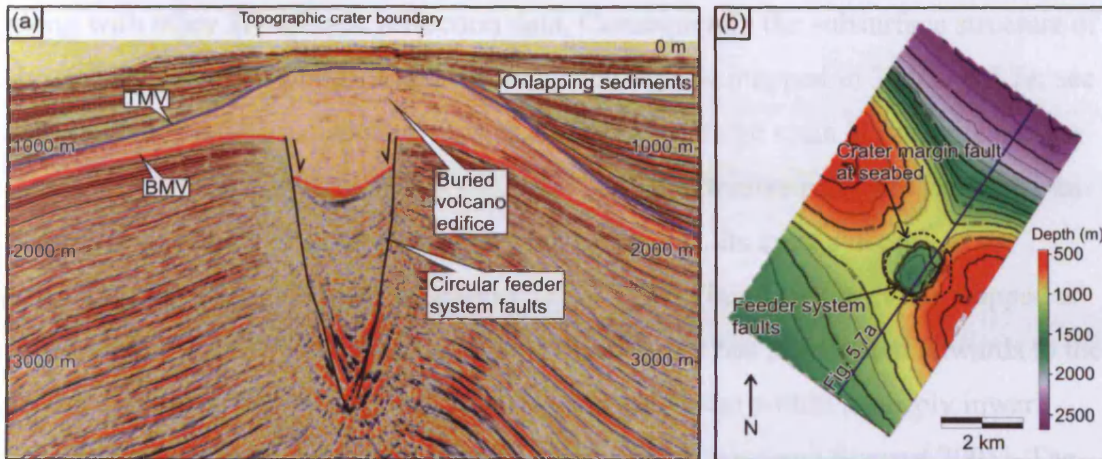 (a)
Topographic crater boundary
0 m
Onlapping sediments
TMV
1000 m
1000 m
BMV
Buried
volcano
edifice
2000 m
2000 m
Circular feeder
system faults
3000 m
3000 m
(b)
Crater margin fault
at seabed
Depth (m)
500
1000
1500
2000
2500
Feeder system
faults
Fig. 5.7a
N
2 km